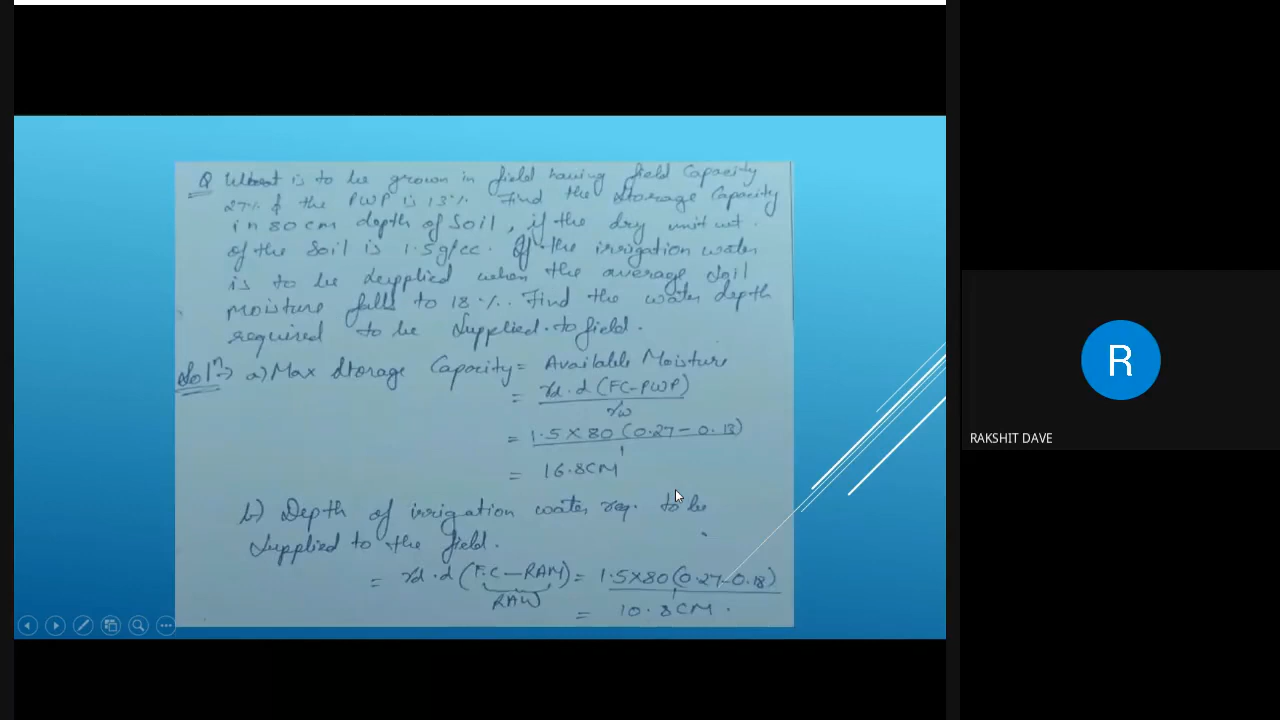 Q Wheat is to be grown in field having field Capacity
27% & the PWP is 13%. Find the Storage Capacity
in 80 cm depth of Soil, if the dry unit wt.
of the Soil is 1.5g/cc. If the irrigation water
is to be supplied when the average Soil
moisture falls to 18%. Find the water depth
required to be Supplied to field.
Solⁿ:→ a) Max Storage Capacity = Available Moisture
= γd.d (FC-PWP)
γw
= 1.5 X 80 (0.27 - 0.13)
1
= 16.8CM
b) Depth of irrigation water req. to be
Supplied to the field.
= γd.d (F.C - RAM) = 1.5X80(0.27-0.18)
RAW
1
= 10.8CM.
R
RAKSHIT DAVE